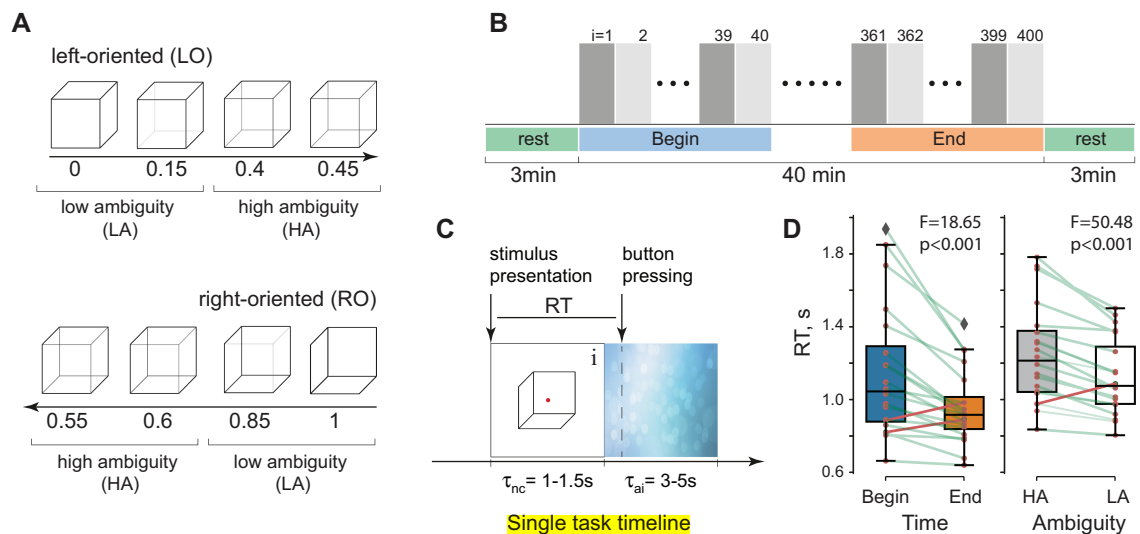 A
left-oriented (LO)
0 0.15 0.4 0.45
low ambiguity (LA)
high ambiguity (HA)
right-oriented (RO)
0.55 0.6 0.85 1
high ambiguity (HA)
low ambiguity (LA)
B
i=1 2 39 40 361 362 399 400
rest Begin End rest
3min 40 min 3min
C
stimulus presentation
button pressing
RT
i
τnc= 1-1.5s τai= 3-5s
Single task timeline
D
F=18.65
p<0.001
F=50.48
p<0.001
RT, s
1.8
1.4
1.0
0.6
Begin End HA LA
Time Ambiguity